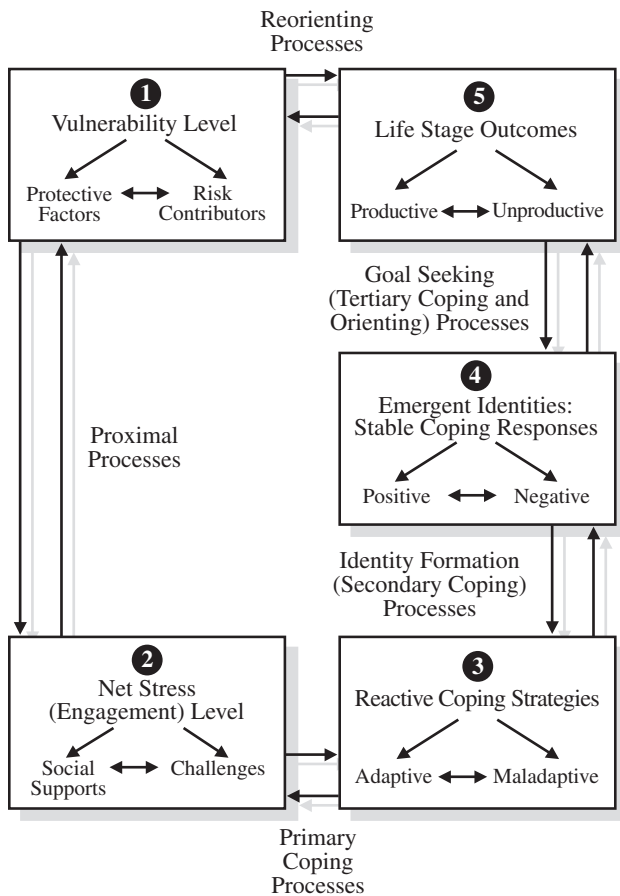 Reorienting
Processes
1
Vulnerability Level
Protective
Factors
Risk
Contributors
5
Life Stage Outcomes
Productive
Unproductive
Goal Seeking
(Tertiary Coping and
Orienting) Processes
4
Emergent Identities:
Stable Coping Responses
Positive
Negative
Proximal
Processes
Identity Formation
(Secondary Coping)
Processes
2
Net Stress
(Engagement) Level
Social
Supports
Challenges
3
Reactive Coping Strategies
Adaptive
Maladaptive
Primary
Coping
Processes